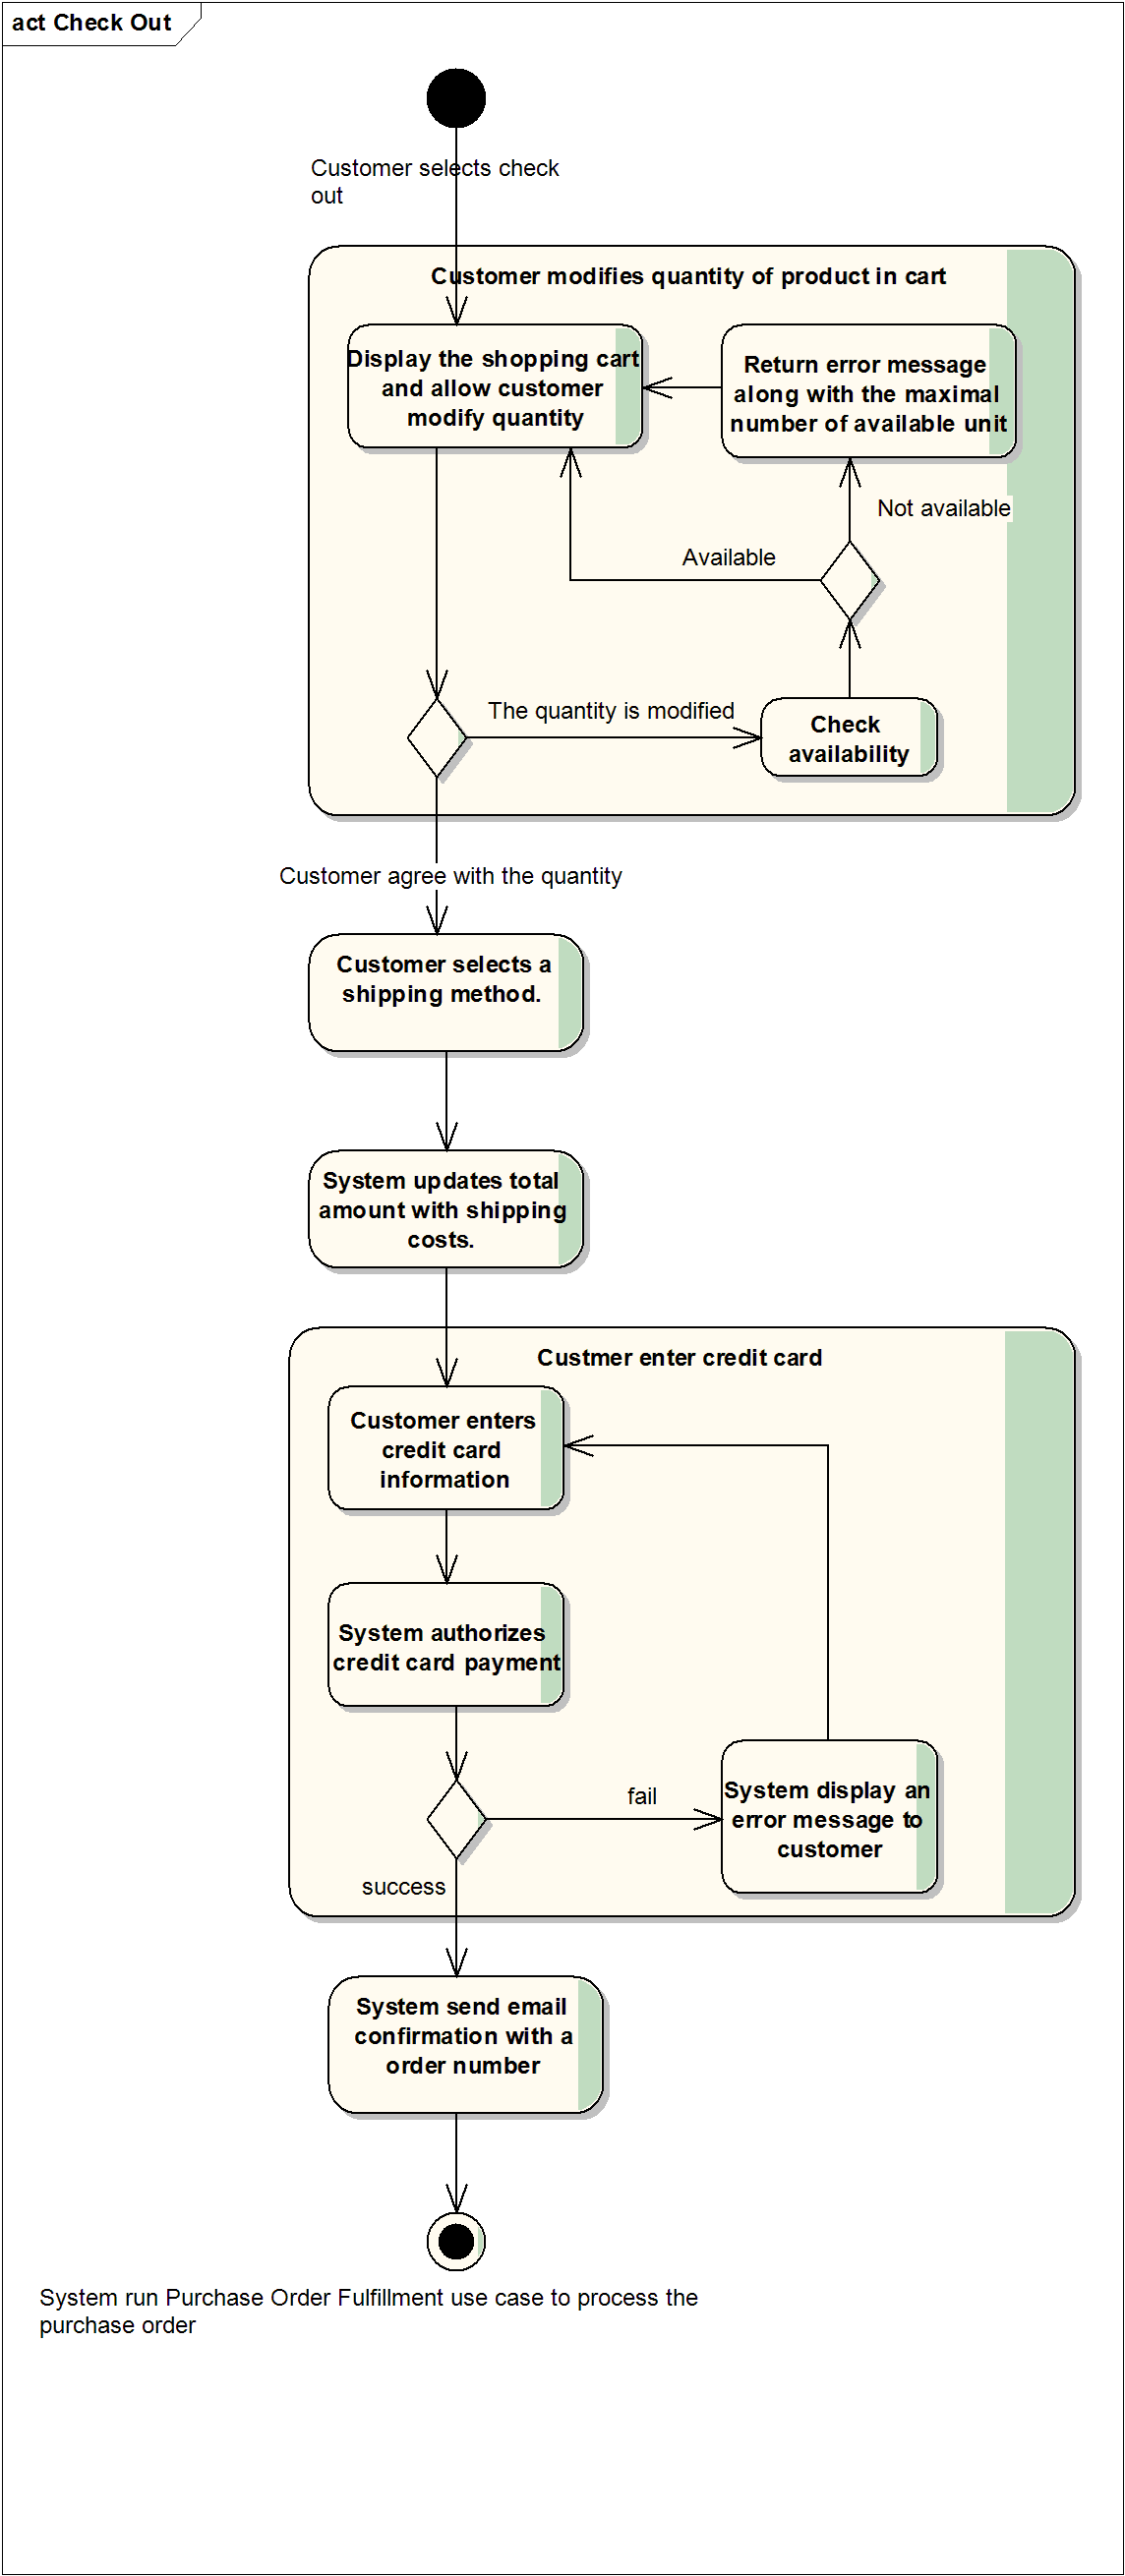 act Check Out
Customer selects check
out
Customer modifies quantity of product in cart
Display the shopping cart
and allow customer
modify quantity
Return error message
along with the maximal
number of available unit
Not available
Available
The quantity is modified
Check
availability
Customer agree with the quantity
Customer selects a
shipping method.
System updates total
amount with shipping
costs.
Custmer enter credit card
Customer enters
credit card
information
System authorizes
credit card payment
fail
System display an
error message to
customer
success
System send email
confirmation with a
order number
System run Purchase Order Fulfillment use case to process the
purchase order